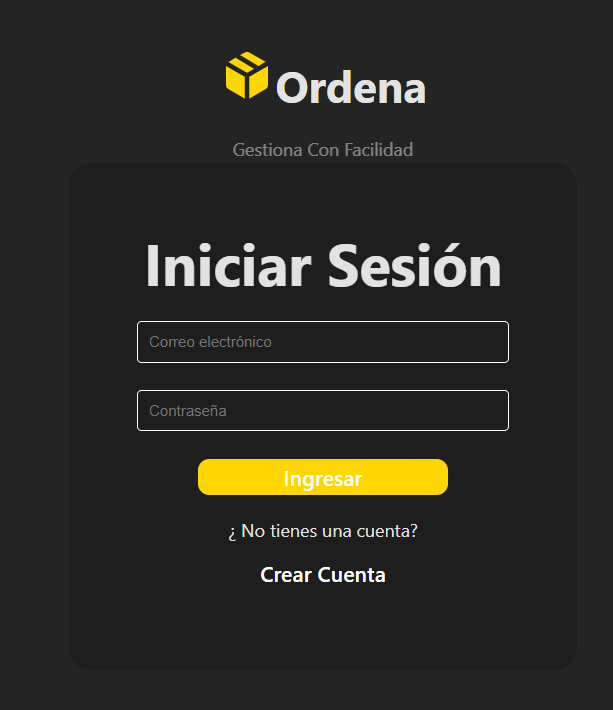 Ordena
Gestiona Con Facilidad
Iniciar Sesión
Correo electrónico
Contraseña
Ingresar
¿ No tienes una cuenta?
Crear Cuenta